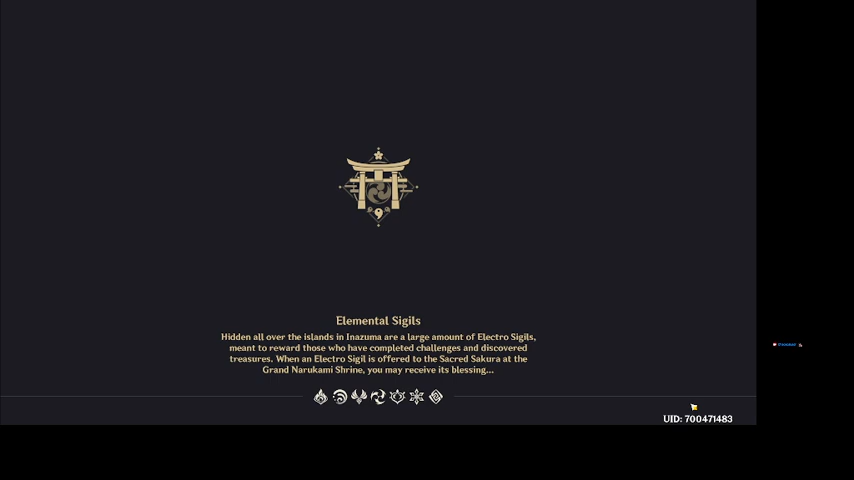 Elemental Sigils
Hidden all over the islands in Inazuma are a large amount of Electro Sigils,
meant to reward those who have completed challenges and discovered
treasures. When an Electro Sigil is offered to the Sacred Sakura at the
Grand Narukami Shrine, you may receive its blessing...
UID: 700471483